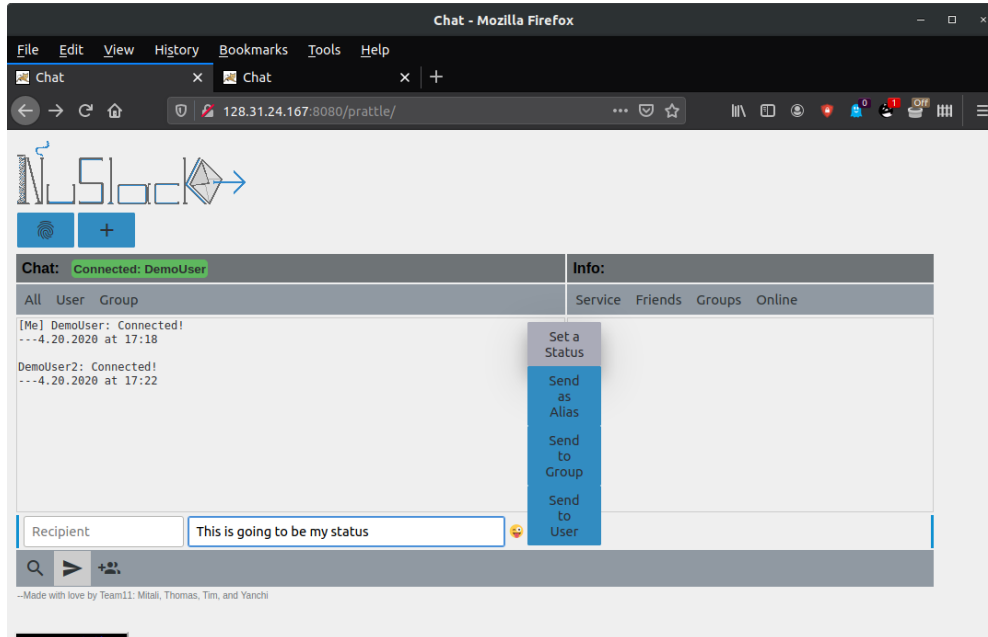 Chat - Mozilla Firefox
File Edit View History Bookmarks Tools Help
Chat
Chat
128.31.24.167:8080/prattle/
0
1
Off
NuSlack
Chat: Connected: DemoUser
Info:
All User Group
Service Friends Groups Online
[Me] DemoUser: Connected!
---4.20.2020 at 17:18
DemoUser2: Connected!
---4.20.2020 at 17:22
Set a
Status
Send
as
Alias
Send
to
Group
Send
to
User
Recipient
This is going to be my status
--Made with love by Team11: Mitali, Thomas, Tim, and Yanchi